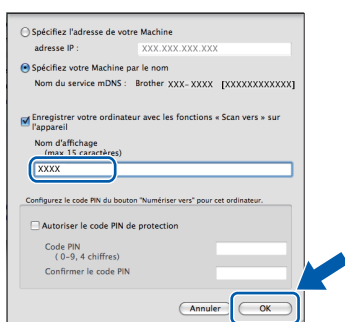 Spécifiez l'adresse de votre Machine
adresse IP : XXX.XXX.XXX.XXX
Spécifiez votre Machine par le nom
Nom du service mDNS : Brother XXX-XXXX [XXXXXXXXXXXX]
Enregistrer votre ordinateur avec les fonctions « Scan vers » sur
l'appareil
Nom d'affichage
(max 15 caractères)
XXXX
Configurez le code PIN du bouton "Numériser vers" pour cet ordinateur.
Autoriser le code PIN de protection
Code PIN
( 0-9, 4 chiffres)
Confirmer le code PIN
Annuler OK